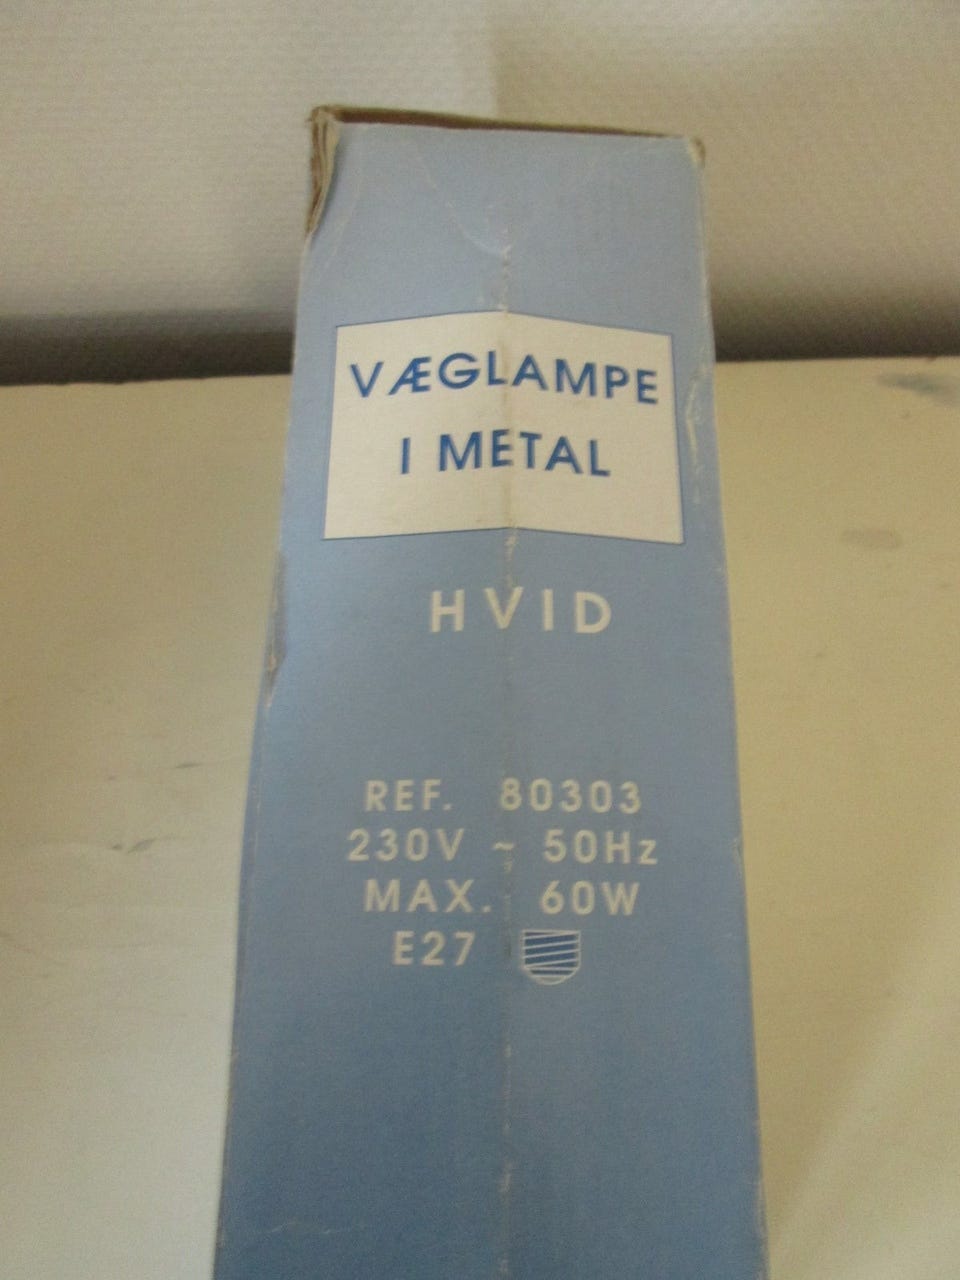 VÆGLAMPE
I METAL
HVID
REF. 80303
230V ~ 50Hz
MAX. 60W
E27